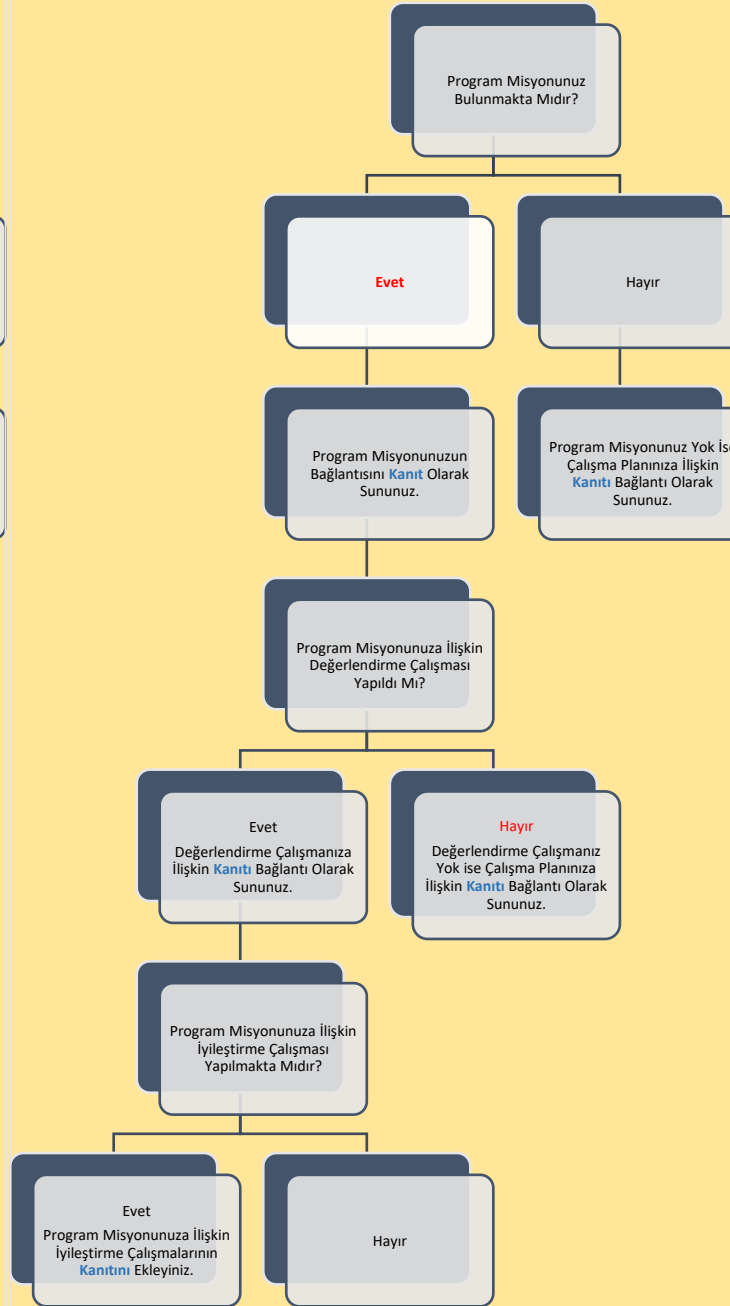 Program Misyonunuz
Bulunmakta Mıdır?
Evet
Hayır
Program Misyonunuzun
Bağlantısını Kanıt Olarak
Sununuz.
Program Misyonunuz Yok İse
Çalışma Planınıza İlişkin
Kanıtı Bağlantı Olarak
Sununuz.
Program Misyonunuza İlişkin
Değerlendirme Çalışması
Yapıldı Mı?
Evet
Değerlendirme Çalışmanıza
İlişkin Kanıtı Bağlantı Olarak
Sununuz.
Hayır
Değerlendirme Çalışmanız
Yok ise Çalışma Planınıza
İlişkin Kanıtı Bağlantı Olarak
Sununuz.
Program Misyonunuza İlişkin
İyileştirme Çalışması
Yapılmakta Mıdır?
Evet
Program Misyonunuza İlişkin
İyileştirme Çalışmalarının
Kanıtını Ekleyiniz.
Hayır